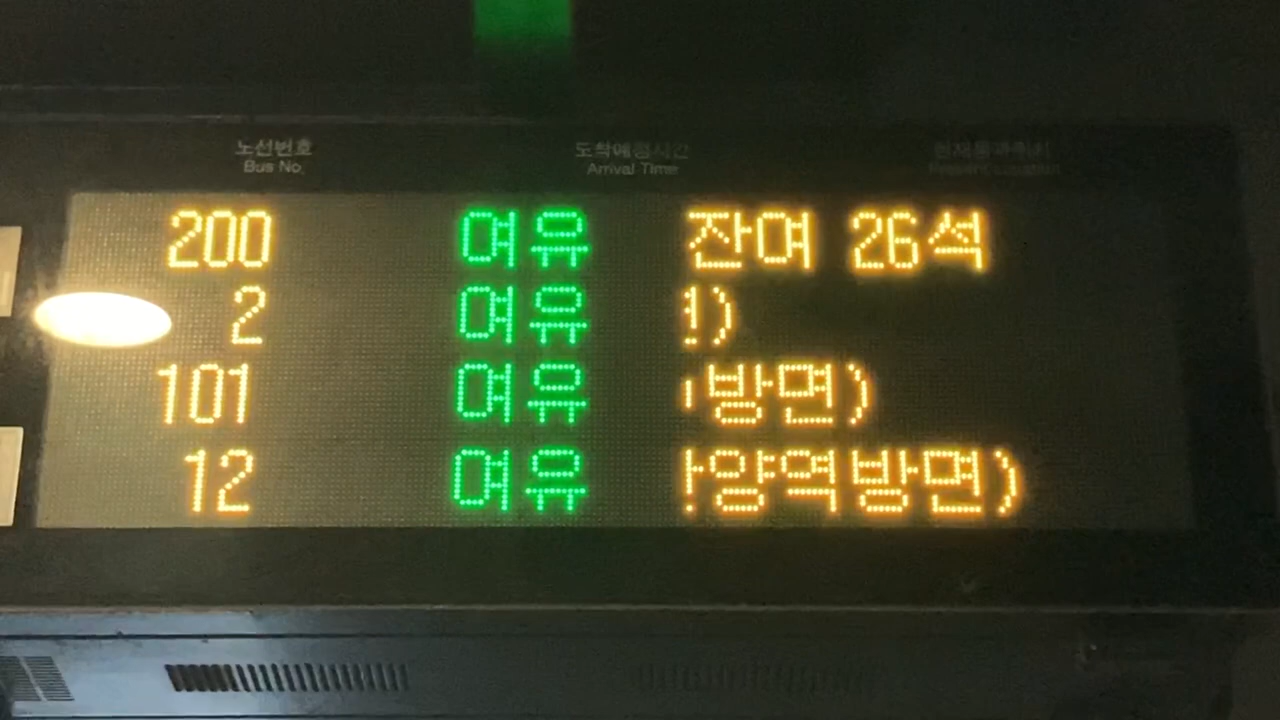 노선번호 도착예정시간
Bus No. Arrival Time
200 여유 잔여 26석
2 여유 )
101 여유 방면)
12 여유 양역방면)